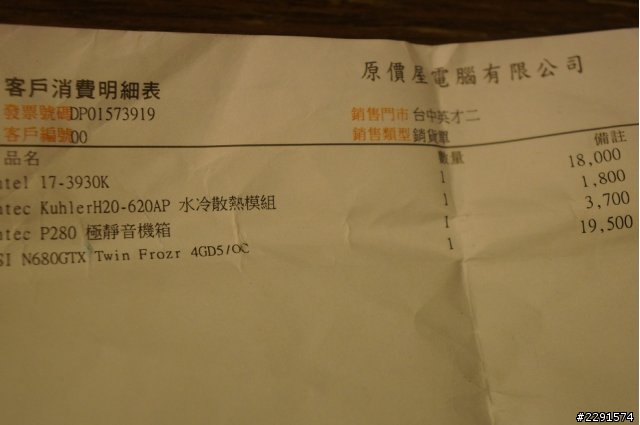 原價屋電腦有限公司
客戶消費明細表
發票號碼DP01573919 銷售門市 台中英才二
客戶編號00 銷售類型 銷貨單
品名 數量 備註
ntel I7-3930K 1 18,000
ntec KuhlerH20-620AP 水冷散熱模組 1 1,800
ntec P280 極靜音機箱 1 3,700
SI N680GTX Twin Frozr 4GD5/OC 1 19,500
#2291574